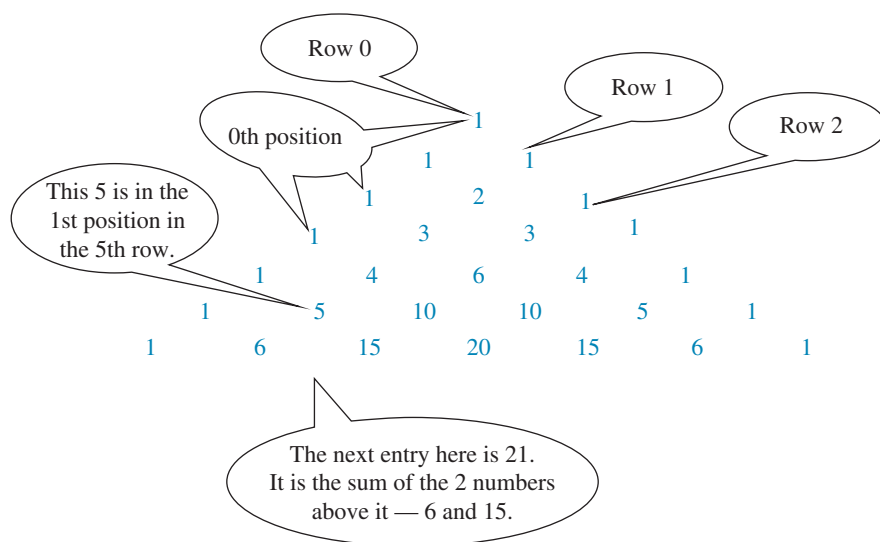 Row 0
Row 1
1
Row 2
0th position
1 1
This 5 is in the
1st position in
the 5th row.
1 2 1
1 3 3 1
1 4 6 4 1
1 5 10 10 5 1
1 6 15 20 15 6 1
The next entry here is 21.
It is the sum of the 2 numbers
above it — 6 and 15.